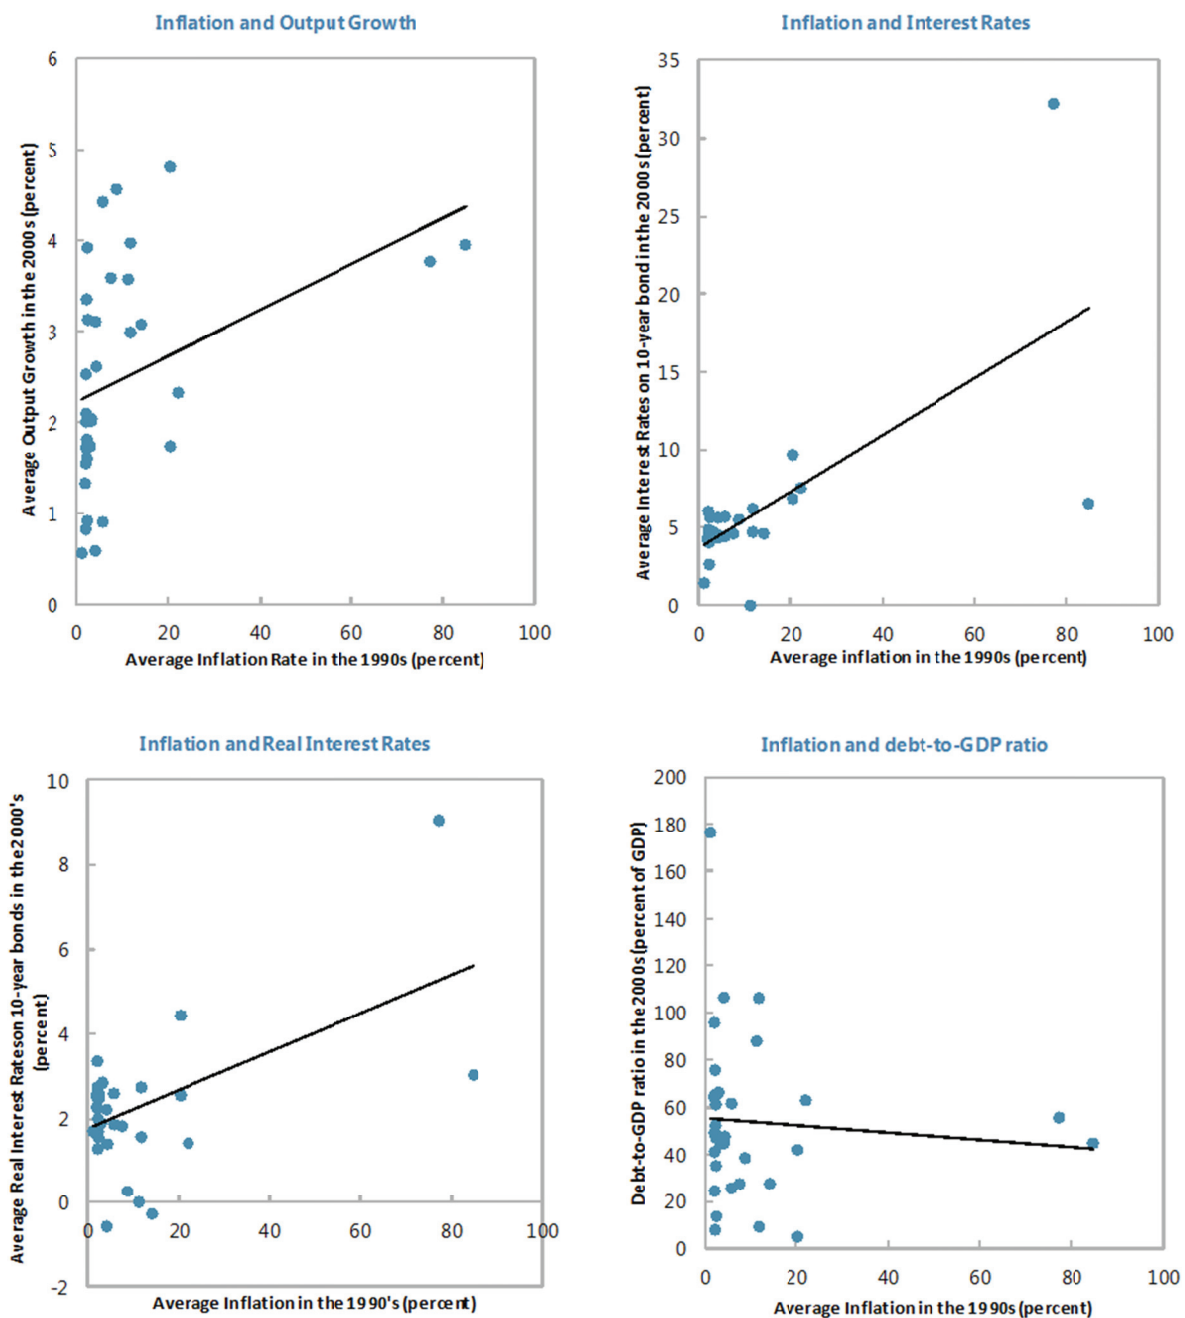 Inflation and Output Growth
Average Output Growth in the 2000s (percent)
6
5
4
3
2
1
0
0 20 40 60 80 100
Average Inflation Rate in the 1990s (percent)
Inflation and Interest Rates
Average Interest Rates on 10-year bond in the 2000s (percent)
35
30
25
20
15
10
5
0
0 20 40 60 80 100
Average inflation in the 1990s (percent)
Inflation and Real Interest Rates
Average Real Interest Rates on 10-year bonds in the 2000's
(percent)
10
8
6
4
2
0
-2
0 20 40 60 80 100
Average Inflation in the 1990's (percent)
Inflation and debt-to-GDP ratio
Debt-to-GDP ratio in the 2000s (percent of GDP)
200
180
160
140
120
100
80
60
40
20
0
0 20 40 60 80 100
Average Inflation in the 1990s (percent)